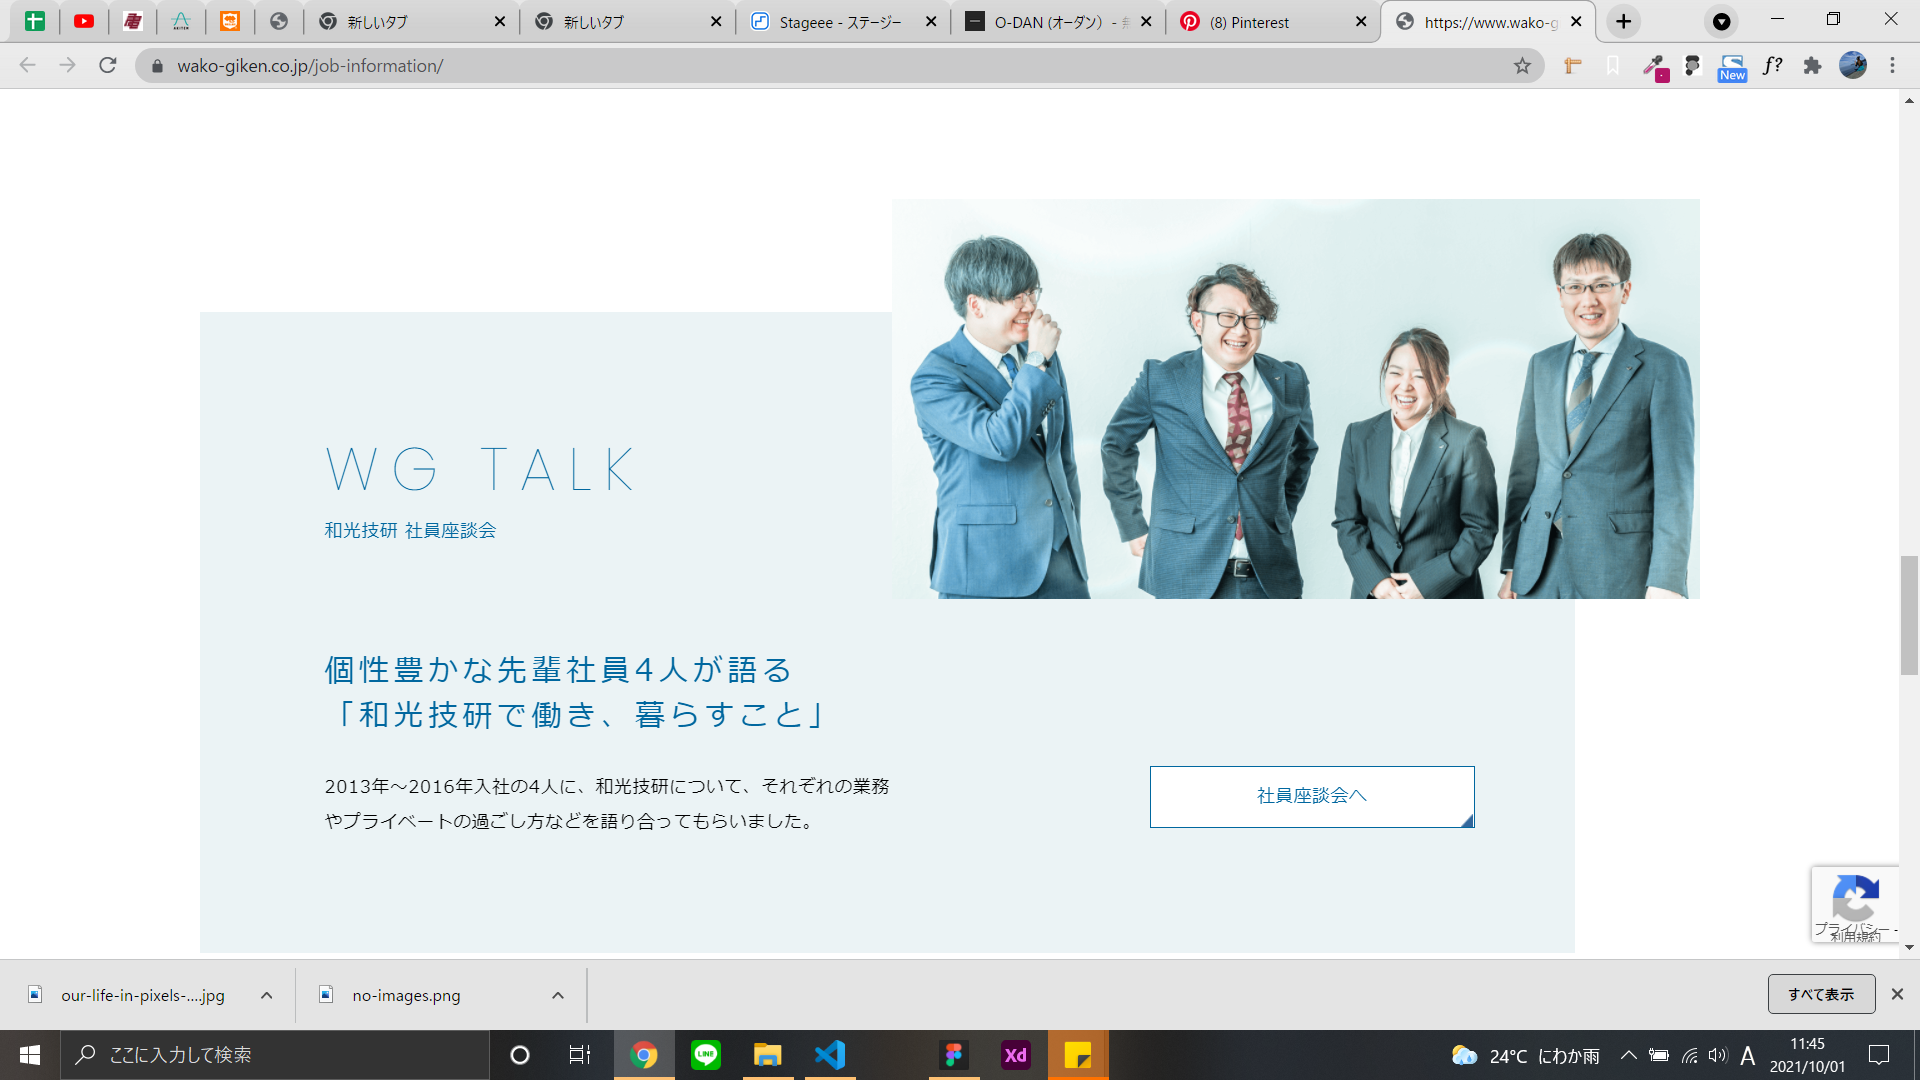 新しいタブ
新しいタブ
Stageee - ステージー
O-DAN (オーダン) -
(8) Pinterest
https://www.wako-g
wako-giken.co.jp/job-information/
New
f?
WG TALK
和光技研 社員座談会
個性豊かな先輩社員4人が語る
「和光技研で働き、暮らすこと」
2013年〜2016年入社の4人に、和光技研について、それぞれの業務
やプライベートの過ごし方などを語り合ってもらいました。
社員座談会へ
プライバシー -
利用規約
our-life-in-pixels-....jpg
no-images.png
すべて表示
ここに入力して検索
LINE
Xd
24°C にわか雨
A
11:45
2021/10/01